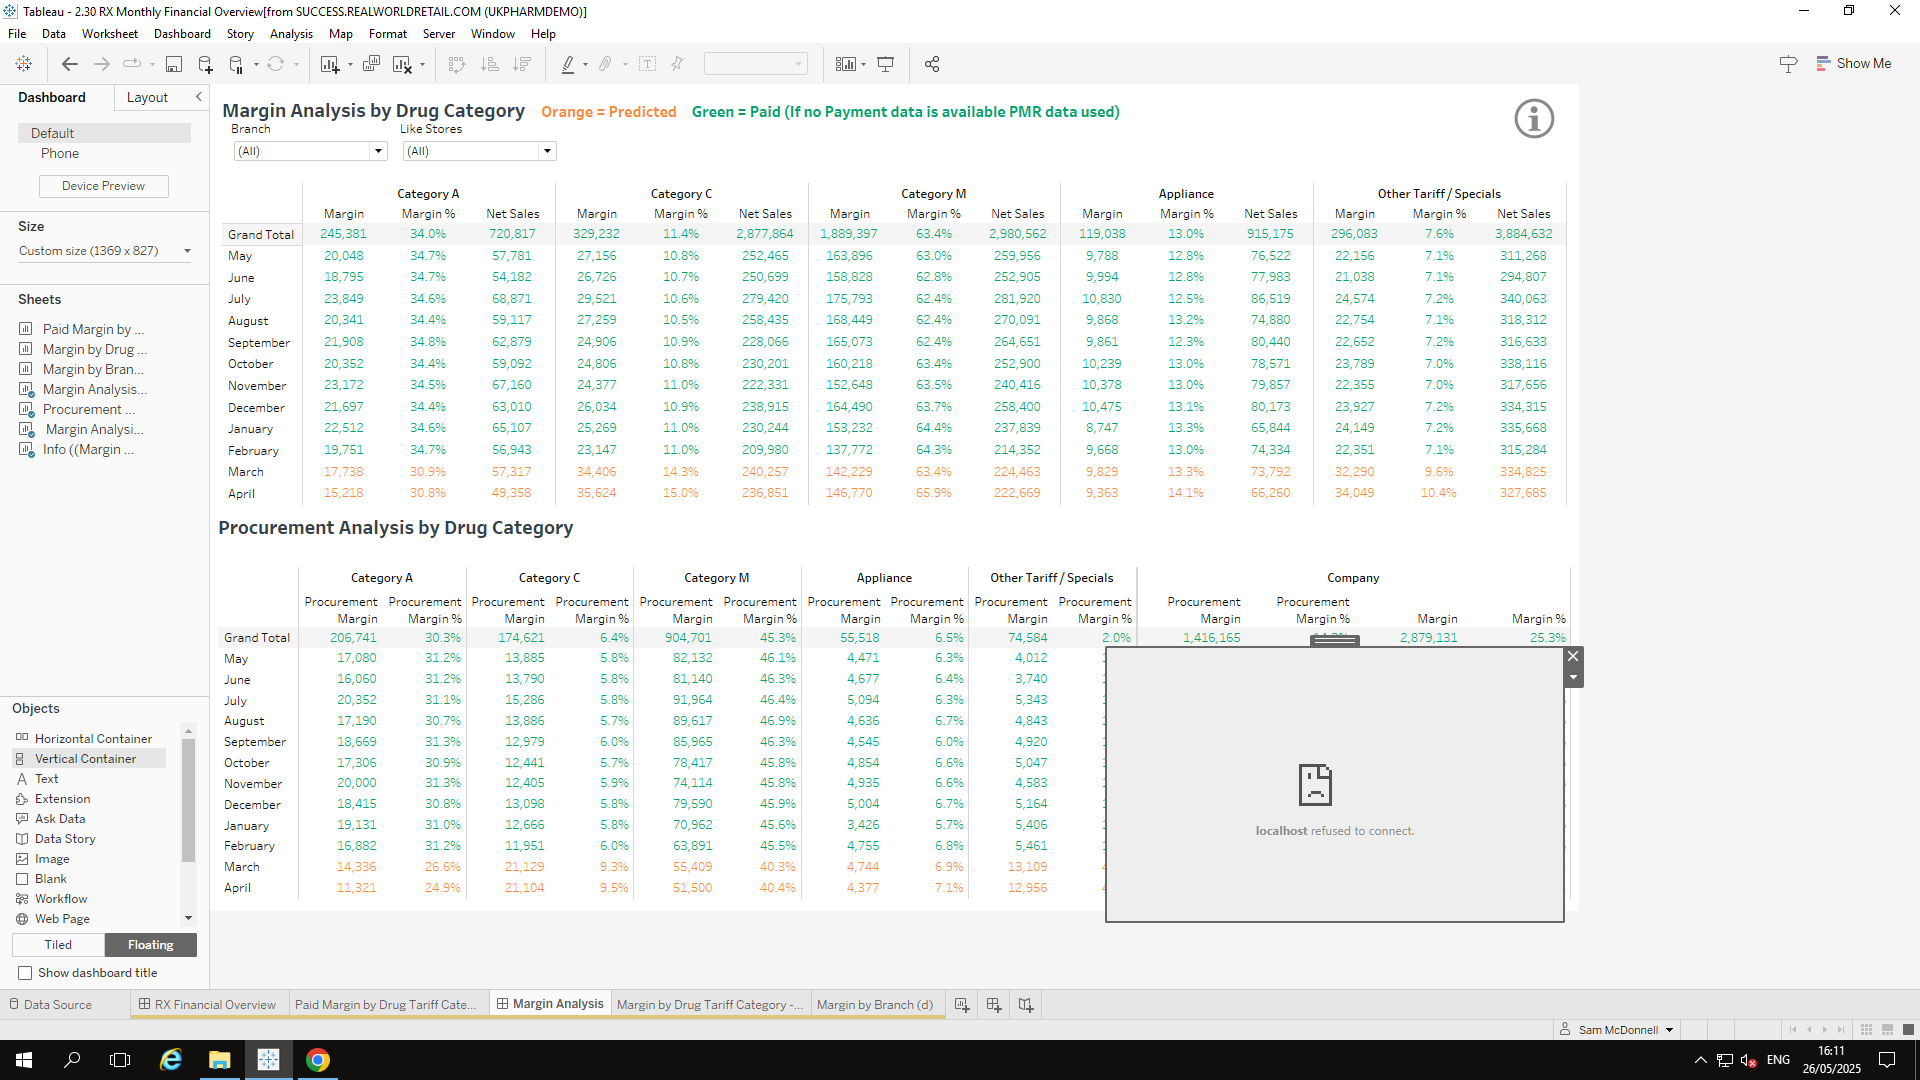 Tableau - 2.30 RX Monthly Financial Overview[from SUCCESS.REALWORLDRETAIL.COM (UKPHARMDEMO)]
File Data Worksheet Dashboard Story Analysis Map Format Server Window Help
Show Me
Dashboard Layout
Default
Phone
Device Preview
Size
Custom size (1369 x 827)
Sheets
Paid Margin by ...
Margin by Drug ...
Margin by Bran...
Margin Analysis...
Procurement ...
Margin Analysi...
Info ((Margin ...
Objects
Horizontal Container
Vertical Container
Text
Extension
Ask Data
Data Story
Image
Blank
Workflow
Web Page
Tiled Floating
Show dashboard title
Margin Analysis by Drug Category Orange = Predicted Green = Paid (If no Payment data is available PMR data used)
Branch Like Stores
(All) (All)
Category A Category C Category M Appliance Other Tariff / Specials
Margin Margin % Net Sales Margin Margin % Net Sales Margin Margin % Net Sales Margin Margin % Net Sales Margin Margin % Net Sales
Grand Total 245,381 34.0% 720,817 329,232 11.4% 2,877,864 1,889,397 63.4% 2,980,562 119,038 13.0% 915,175 296,083 7.6% 3,884,632
May 20,048 34.7% 57,781 27,156 10.8% 252,465 163,896 63.0% 259,956 9,788 12.8% 76,522 22,156 7.1% 311,268
June 18,795 34.7% 54,182 26,726 10.7% 250,699 158,828 62.8% 252,905 9,994 12.8% 77,983 21,038 7.1% 294,807
July 23,849 34.6% 68,871 29,521 10.6% 279,420 175,793 62.4% 281,920 10,830 12.5% 86,519 24,574 7.2% 340,063
August 20,341 34.4% 59,117 27,259 10.5% 258,435 168,449 62.4% 270,091 9,868 13.2% 74,880 22,754 7.1% 318,312
September 21,908 34.8% 62,879 24,906 10.9% 228,066 165,073 62.4% 264,651 9,861 12.3% 80,440 22,652 7.2% 316,633
October 20,352 34.4% 59,092 24,806 10.8% 230,201 160,218 63.4% 252,900 10,239 13.0% 78,571 23,789 7.0% 338,116
November 23,172 34.5% 67,160 24,377 11.0% 222,331 152,648 63.5% 240,416 10,378 13.0% 79,857 22,355 7.0% 317,656
December 21,697 34.4% 63,010 26,034 10.9% 238,915 164,490 63.7% 258,400 10,475 13.1% 80,173 23,927 7.2% 334,315
January 22,512 34.6% 65,107 25,269 11.0% 230,244 153,232 64.4% 237,839 8,747 13.3% 65,844 24,149 7.2% 335,668
February 19,751 34.7% 56,943 23,147 11.0% 209,980 137,772 64.3% 214,352 9,668 13.0% 74,334 22,351 7.1% 315,284
March 17,738 30.9% 57,317 34,406 14.3% 240,257 142,229 63.4% 224,463 9,829 13.3% 73,792 32,290 9.6% 334,825
April 15,218 30.8% 49,358 35,624 15.0% 236,851 146,770 65.9% 222,669 9,363 14.1% 66,260 34,049 10.4% 327,685
Procurement Analysis by Drug Category
Category A Category C Category M Appliance Other Tariff / Specials Company
Procurement Procurement Procurement Procurement Procurement Procurement Procurement Procurement Procurement Procurement Procurement Procurement
Margin Margin % Margin Margin % Margin Margin % Margin Margin % Margin Margin % Margin Margin % Margin Margin %
Grand Total 206,741 30.3% 174,621 6.4% 904,701 45.3% 55,518 6.5% 74,584 2.0% 1,416,165 2,879,131 25.3%
May 17,080 31.2% 13,885 5.8% 82,132 46.1% 4,471 6.3% 4,012
June 16,060 31.2% 13,790 5.8% 81,140 46.3% 4,677 6.4% 3,740
July 20,352 31.1% 15,286 5.8% 91,964 46.4% 5,094 6.3% 5,343
August 17,190 30.7% 13,886 5.7% 89,617 46.9% 4,636 6.7% 4,843
September 18,669 31.3% 12,979 6.0% 85,965 46.3% 4,545 6.0% 4,920
October 17,306 30.9% 12,441 5.7% 78,417 45.8% 4,854 6.6% 5,047
November 20,000 31.3% 12,405 5.9% 74,114 45.8% 4,935 6.6% 4,583
December 18,415 30.8% 13,098 5.8% 79,590 45.9% 5,004 6.7% 5,164
January 19,131 31.0% 12,666 5.8% 70,962 45.6% 3,426 5.7% 5,406
February 16,882 31.2% 11,951 6.0% 63,891 45.5% 4,755 6.8% 5,461
March 14,336 26.6% 21,129 9.3% 55,409 40.3% 4,744 6.9% 13,109
April 11,321 24.9% 21,104 9.5% 51,500 40.4% 4,377 7.1% 12,956
localhost refused to connect.
Data Source RX Financial Overview Paid Margin by Drug Tariff Cate... Margin Analysis Margin by Drug Tariff Category -... Margin by Branch (d)
Sam McDonnell
ENG
16:11
26/05/2025